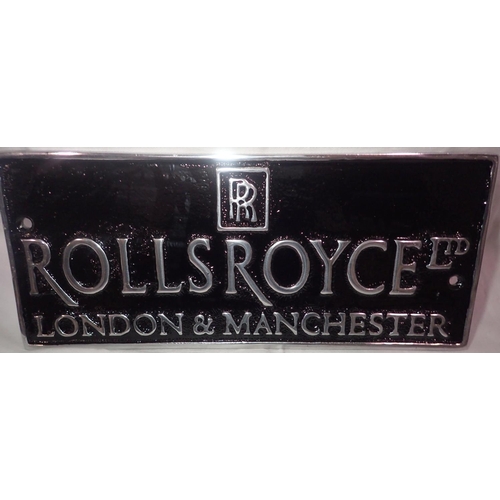 RR
ROLLS ROYCE LTD
LONDON & MANCHESTER